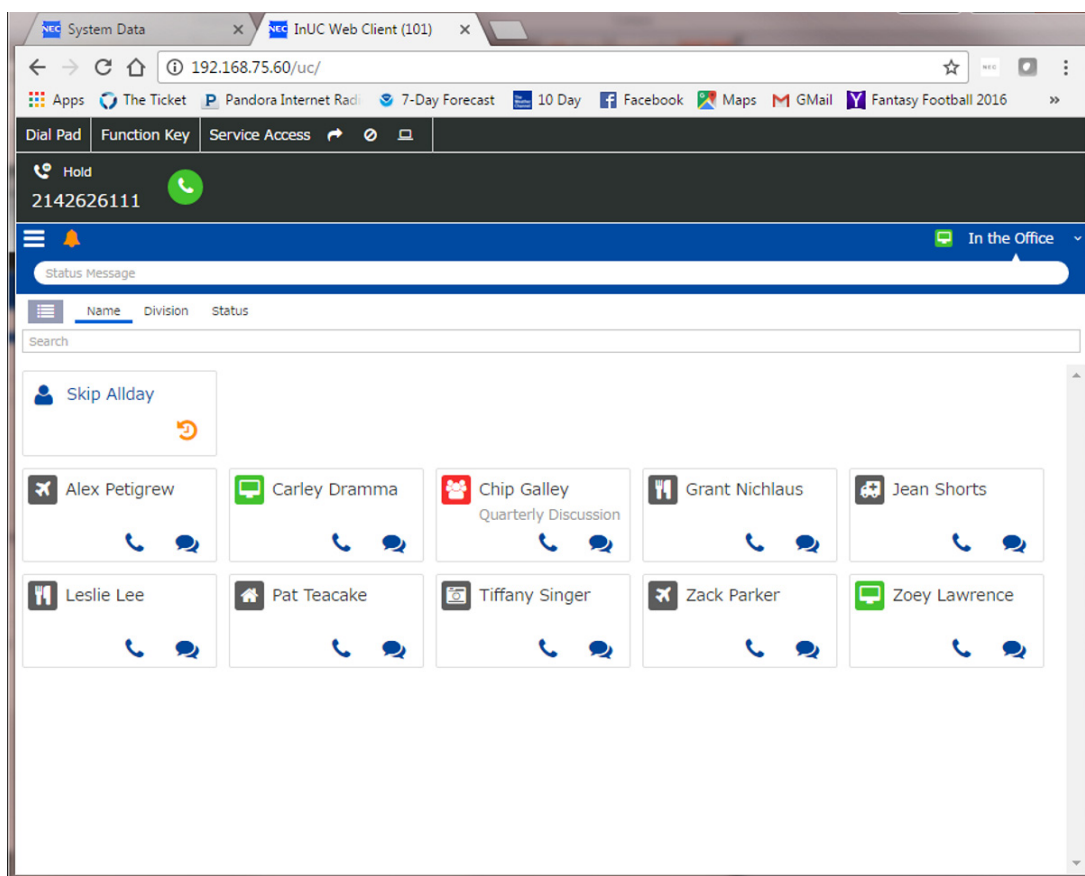 NEC System Data
NEC InUC Web Client (101)
192.168.75.60/uc/
NEC
Apps The Ticket P Pandora Internet Radi 7-Day Forecast 10 Day f Facebook Maps M GMail Y Fantasy Football 2016 »
Dial Pad Function Key Service Access
Hold
2142626111
In the Office
Status Message
Name Division Status
Search
Skip Allday
Alex Petigrew Carley Dramma Chip Galley Grant Nichlaus Jean Shorts
Quarterly Discussion
Leslie Lee Pat Teacake Tiffany Singer Zack Parker Zoey Lawrence